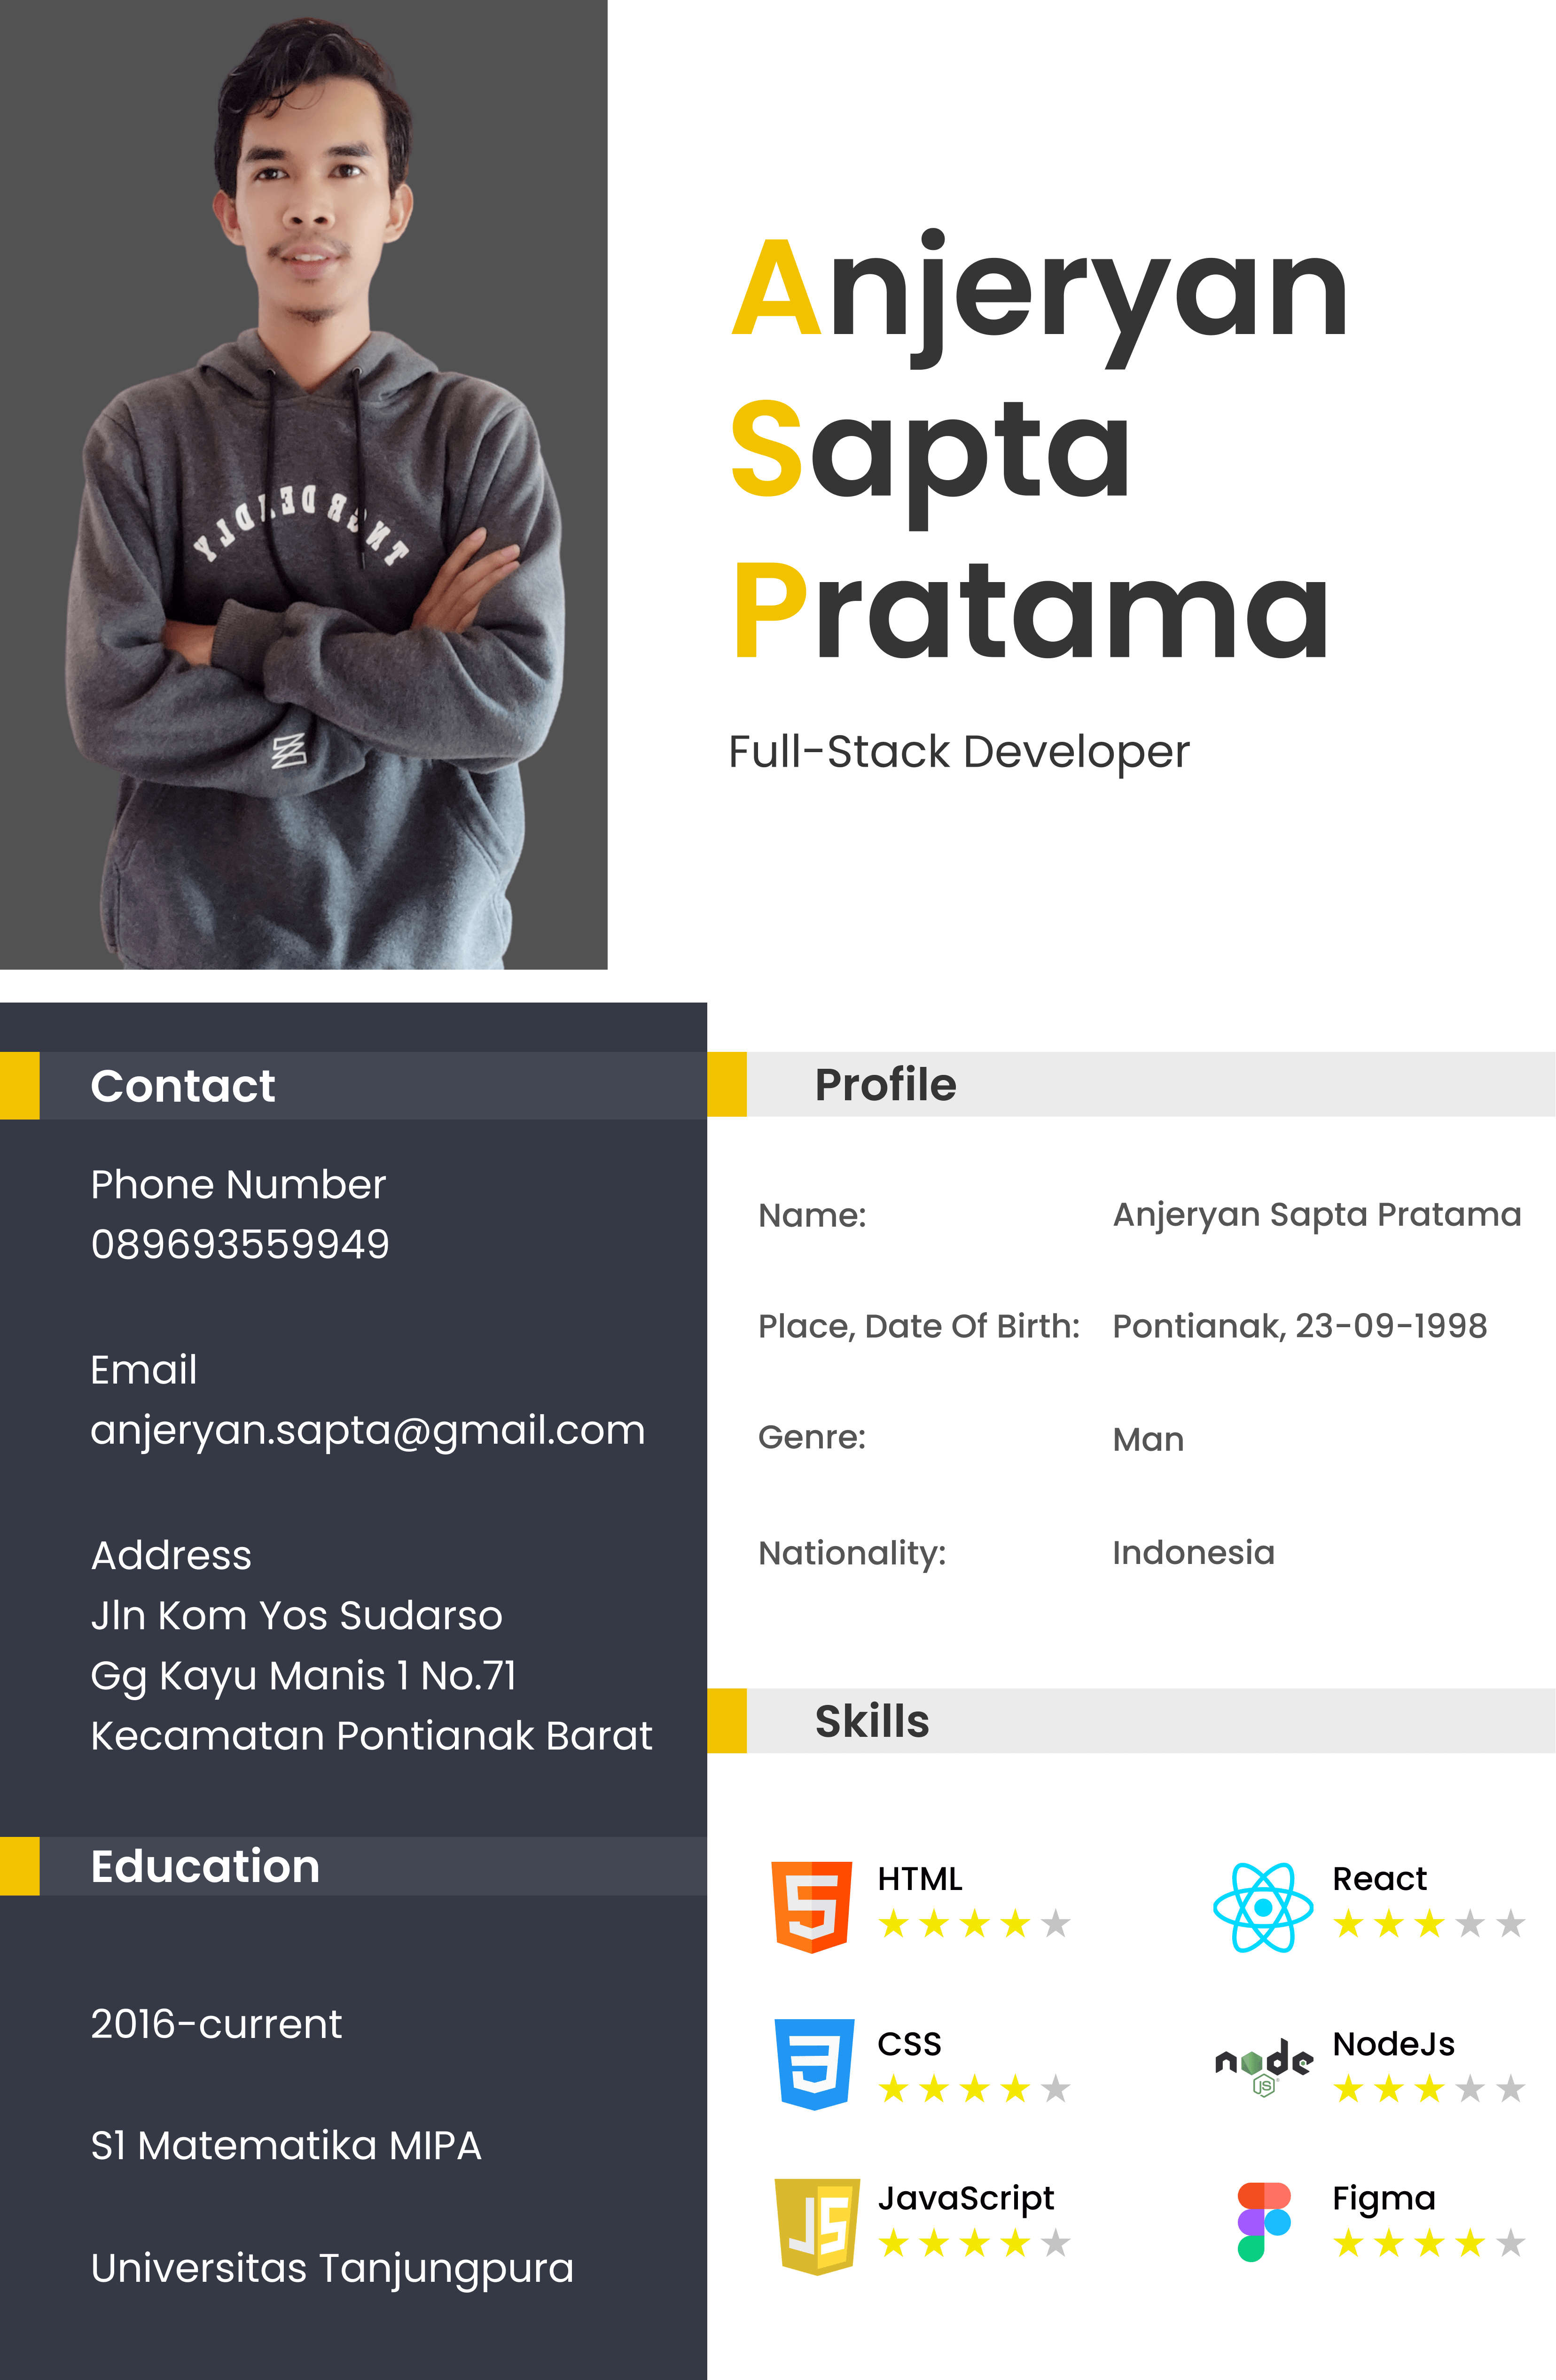 Anjeryan
Sapta
Pratama
Full-Stack Developer
Contact
Phone Number
089693559949
Email
anjeryan.sapta@gmail.com
Address
Jln Kom Yos Sudarso
Gg Kayu Manis 1 No.71
Kecamatan Pontianak Barat
Education
2016-current
S1 Matematika MIPA
Universitas Tanjungpura
Profile
Name: Anjeryan Sapta Pratama
Place, Date Of Birth: Pontianak, 23-09-1998
Genre: Man
Nationality: Indonesia
Skills
HTML
React
CSS
node
JS
NodeJs
JS
JavaScript
Figma